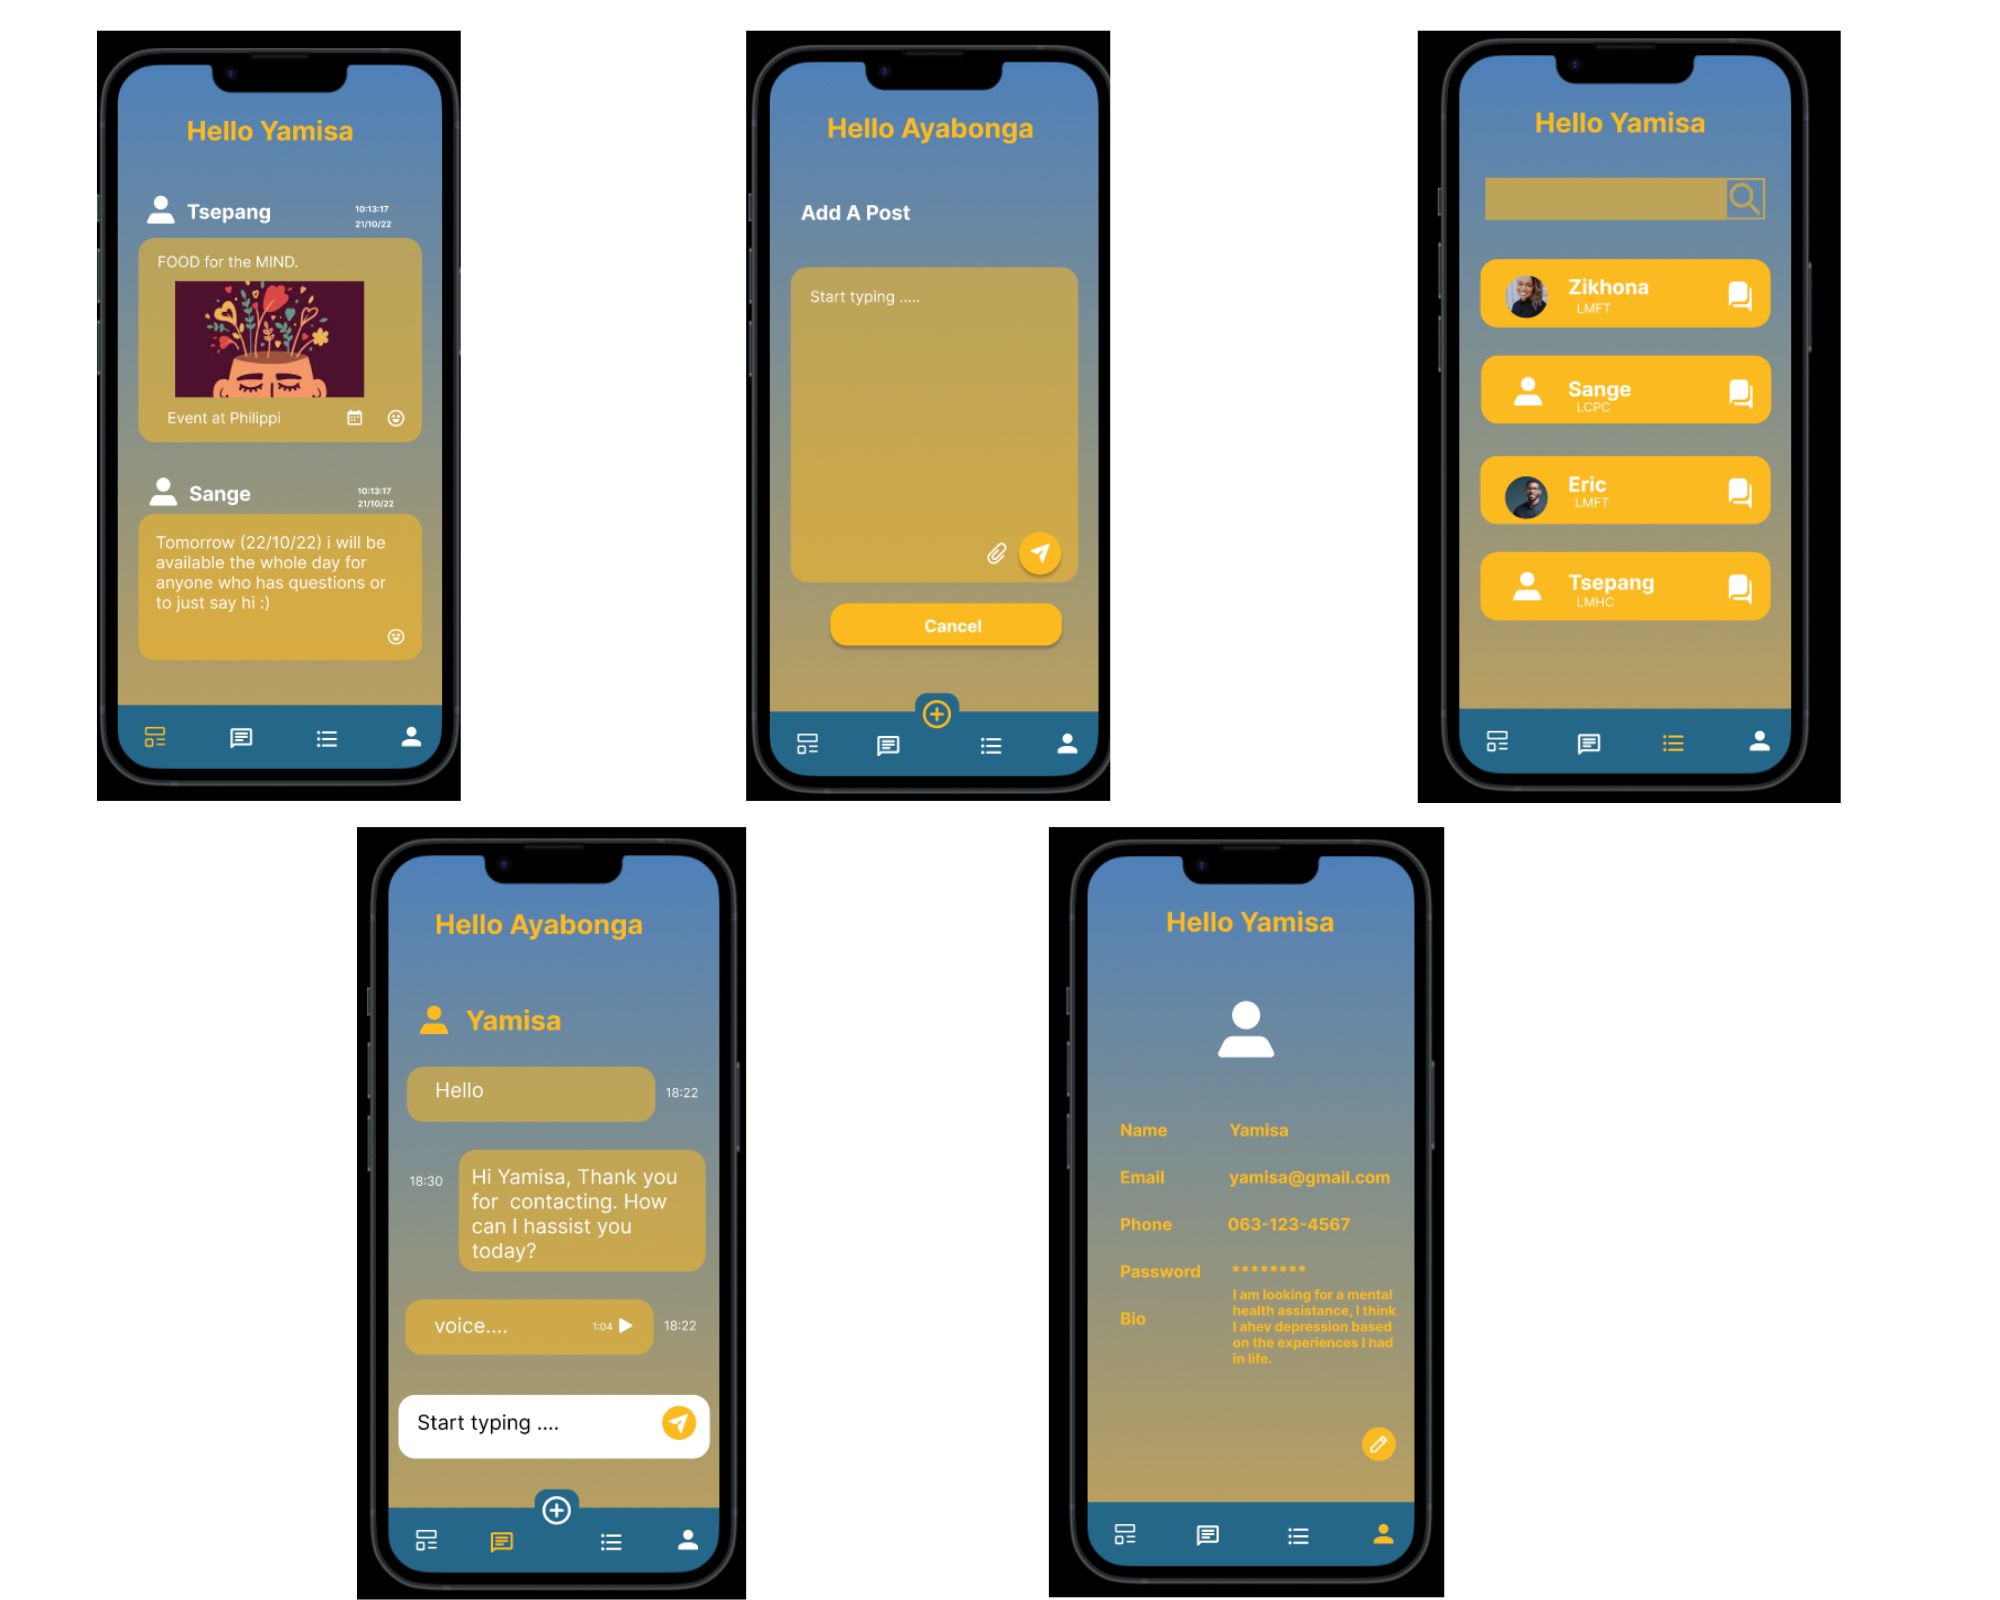 Hello Yamisa
Tsepang
10:13:17
21/10/22
FOOD for the MIND.
Event at Philippi
Sange
10:13:17
21/10/22
Tomorrow (22/10/22) i will be
available the whole day for
anyone who has questions or
to just say hi :)
Hello Ayabonga
Add A Post
Start typing .....
Cancel
Hello Yamisa
Zikhona
LMFT
Sange
LCPC
Eric
LMFT
Tsepang
LMHC
Hello Ayabonga
Yamisa
Hello
18:22
18:30
Hi Yamisa, Thank you
for contacting. How
can I hassist you
today?
voice....
1:04
18:22
Start typing ....
Hello Yamisa
Name Yamisa
Email yamisa@gmail.com
Phone 063-123-4567
Password ********
Bio
I am looking for a mental
health assistance, I think
I ahev depression based
on the experiences I had
in life.